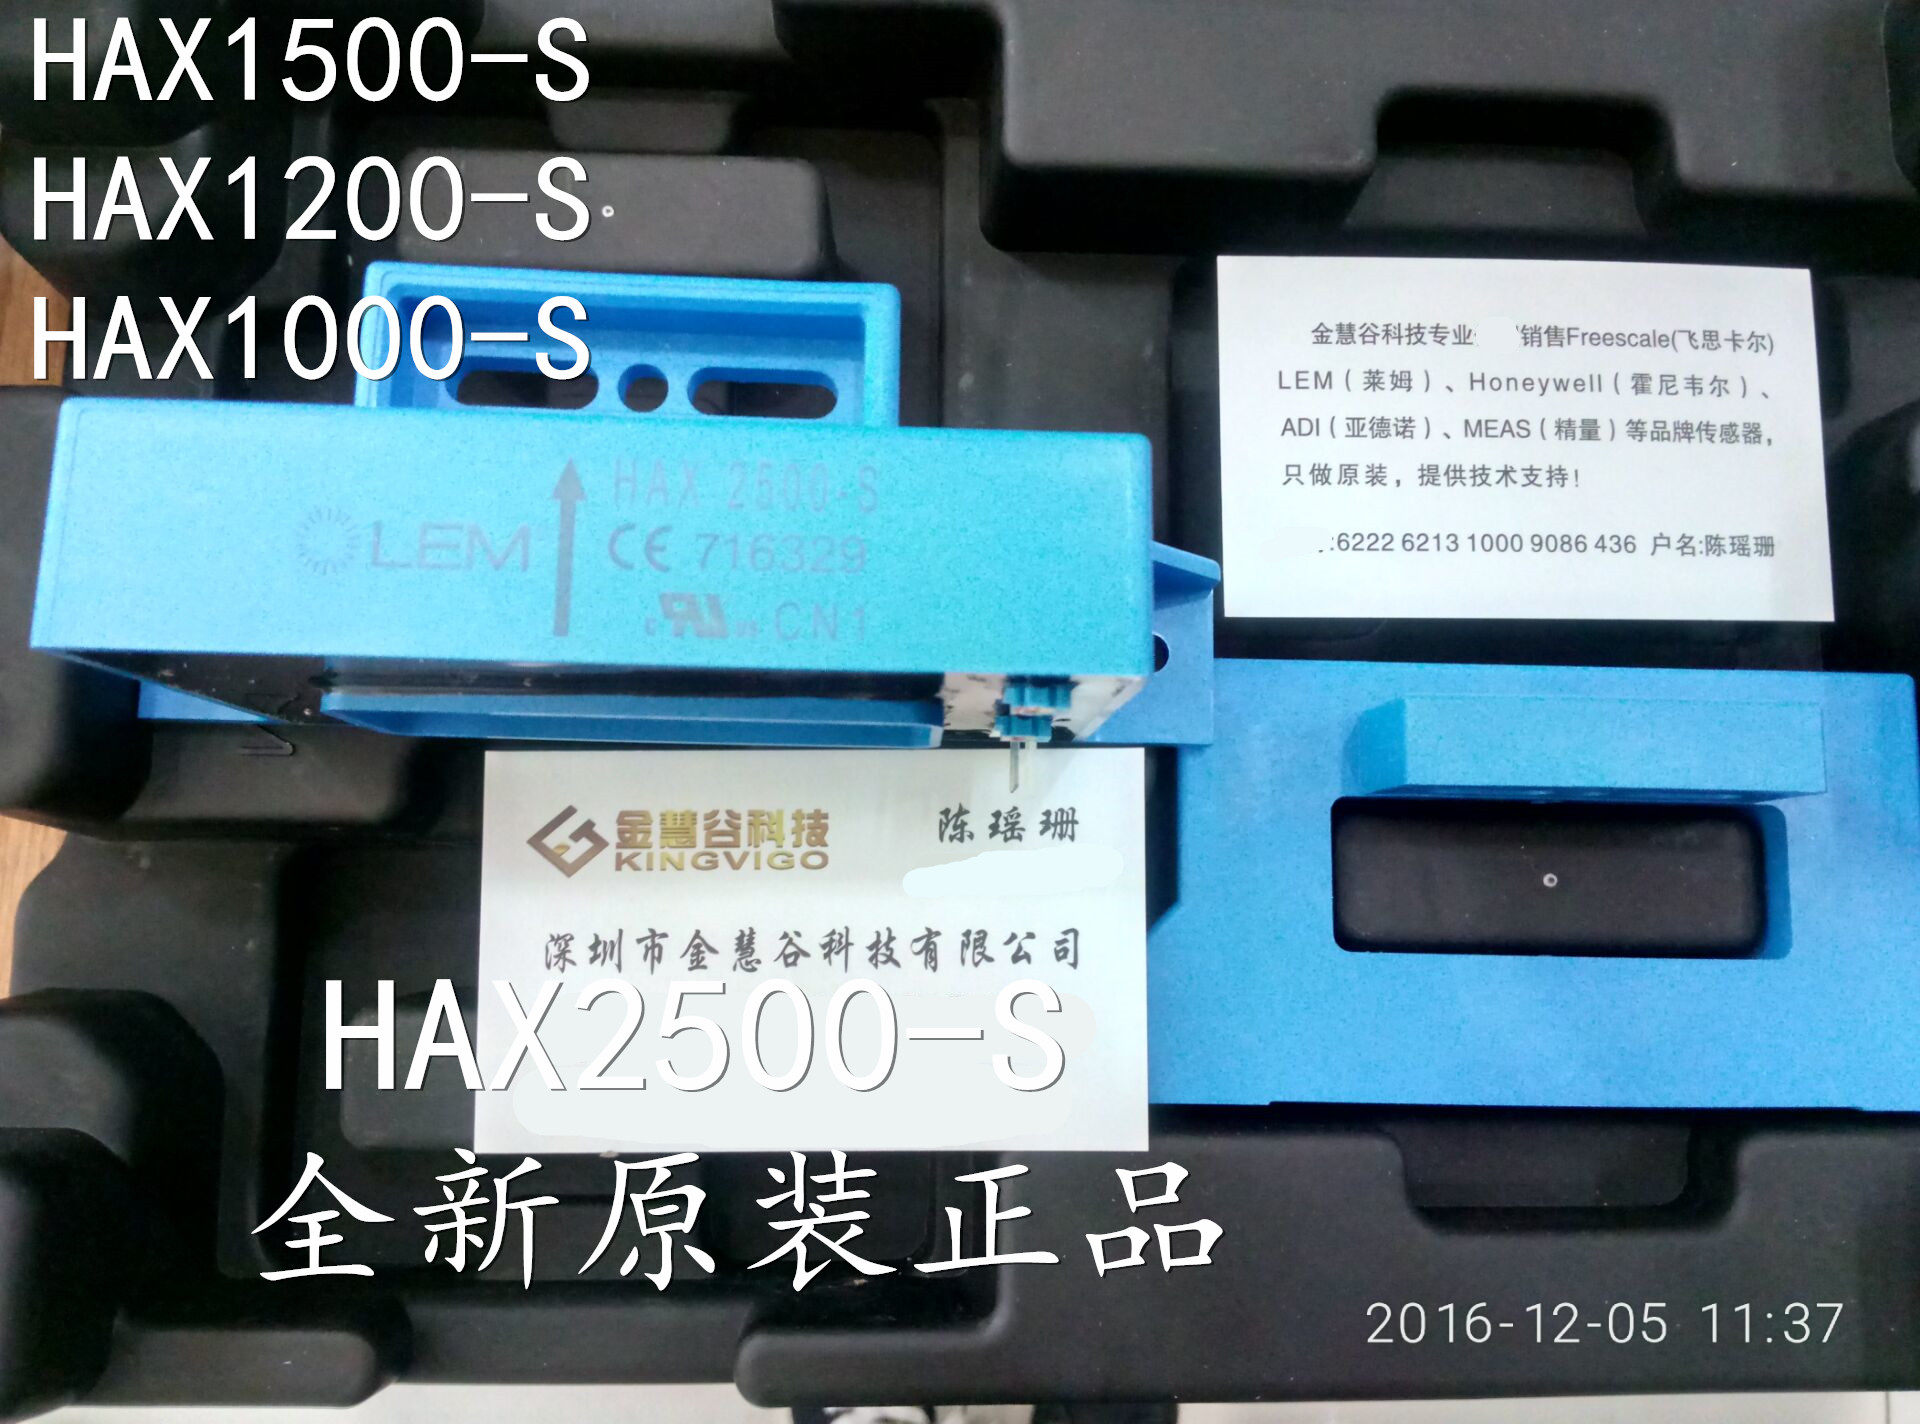 HAX1500-S
HAX1200-S
HAX1000-S
金慧谷科技专业 销售Freescale(飞思卡尔)
LEM（莱姆）、Honeywell（霍尼韦尔）、
ADI（亚德诺）、MEAS（精量）等品牌传感器，
只做原装，提供技术支持！
:6222 6213 1000 9086 436 户名:陈瑶珊
LEM
HAX 2500-S
CE 716329
c RU us CN1
金慧谷科技
KINGVIGO
陈瑶珊
深圳市金慧谷科技有限公司
HAX2500-S
全新原装正品
2016-12-05 11:37